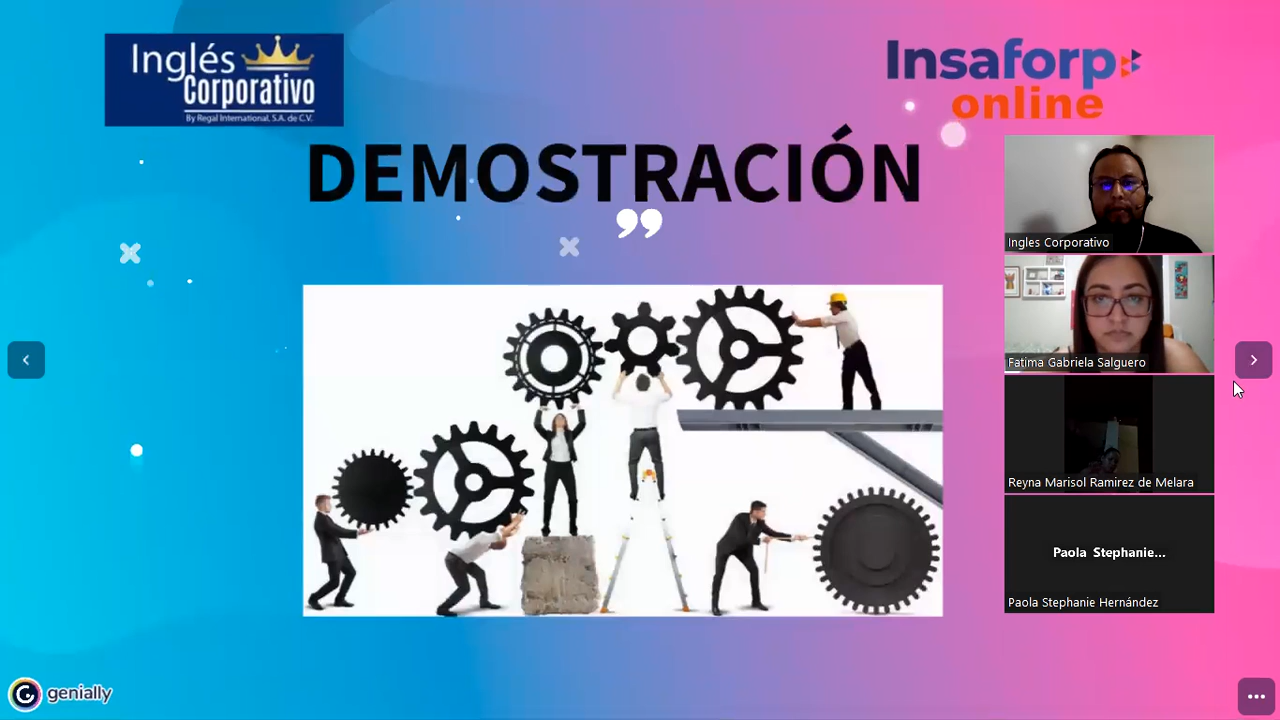 Inglés
Corporativo
By Regal International, S.A. de C.V.
Insaforp
online
DEMOSTRACIÓN
”
Ingles Corporativo
Fatima Gabriela Salguero
Reyna Marisol Ramirez de Melara
Paola Stephanie...
Paola Stephanie Hernández
genially